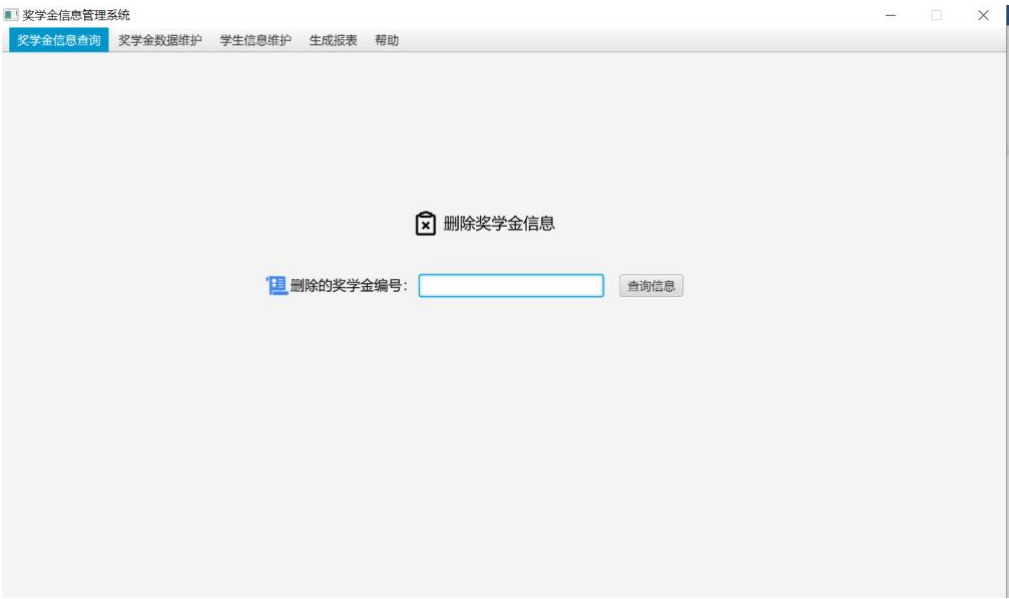 奖学金信息管理系统
奖学金信息查询 奖学金数据维护 学生信息维护 生成报表 帮助
删除奖学金信息
删除的奖学金编号： 查询信息